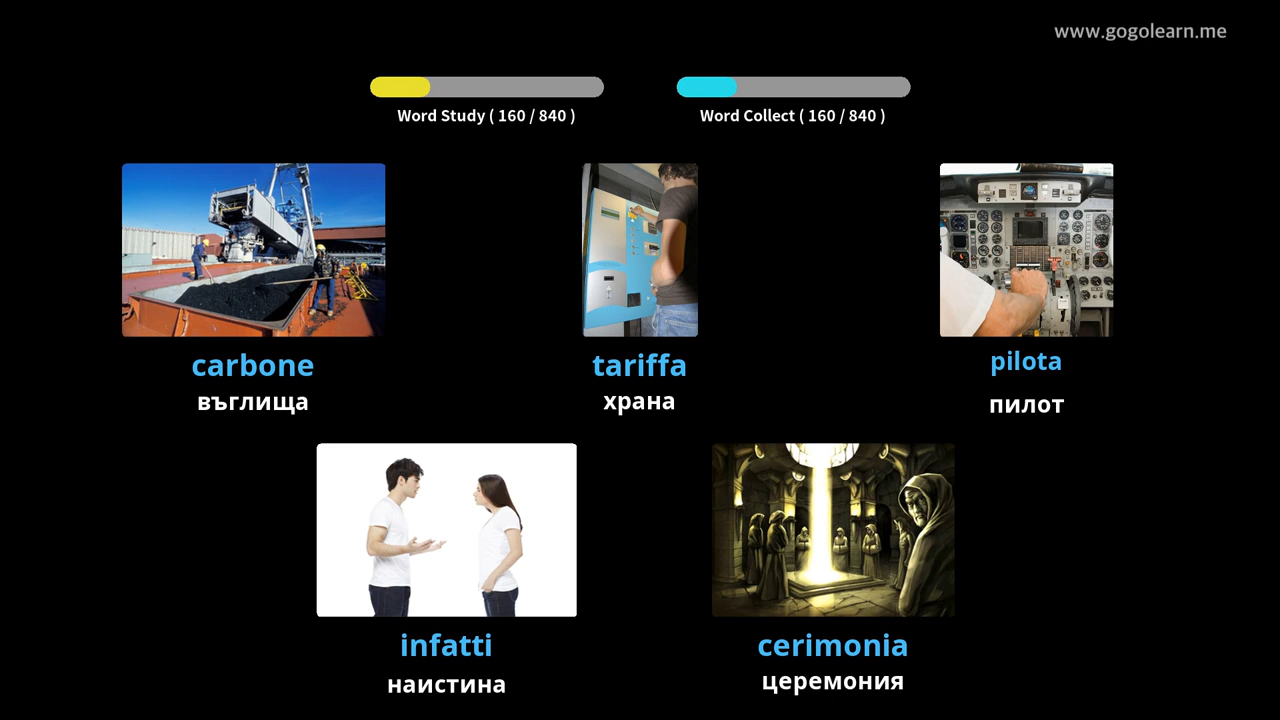 www.gogolearn.me
Word Study ( 160 / 840 )
Word Collect ( 160 / 840 )
carbone
въглища
tariffa
храна
pilota
пилот
infatti
наистина
cerimonia
церемония